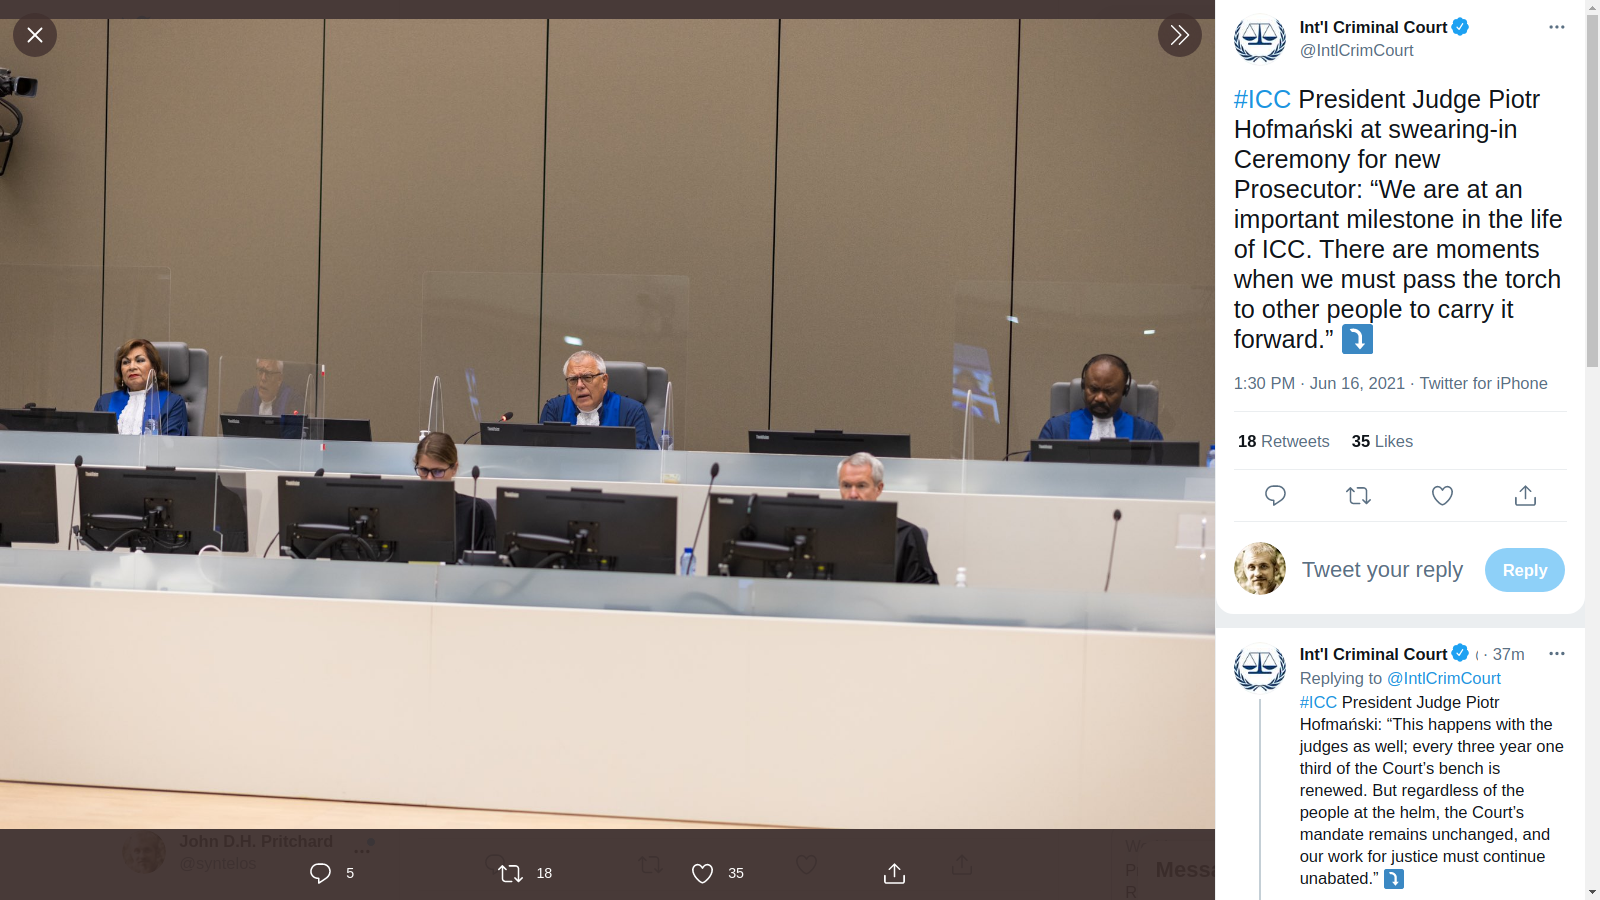 Int'l Criminal Court
@IntlCrimCourt
#ICC President Judge Piotr
Hofmański at swearing-in
Ceremony for new
Prosecutor: “We are at an
important milestone in the life
of ICC. There are moments
when we must pass the torch
to other people to carry it
forward.” ⤵
1:30 PM · Jun 16, 2021 · Twitter for iPhone
18 Retweets 35 Likes
Tweet your reply Reply
Int'l Criminal Court · 37m
Replying to @IntlCrimCourt
#ICC President Judge Piotr
Hofmański: “This happens with the
judges as well; every three year one
third of the Court’s bench is
renewed. But regardless of the
people at the helm, the Court’s
mandate remains unchanged, and
our work for justice must continue
unabated.” ⤵
John D.H. Pritchard
@syntelos
5 18 35